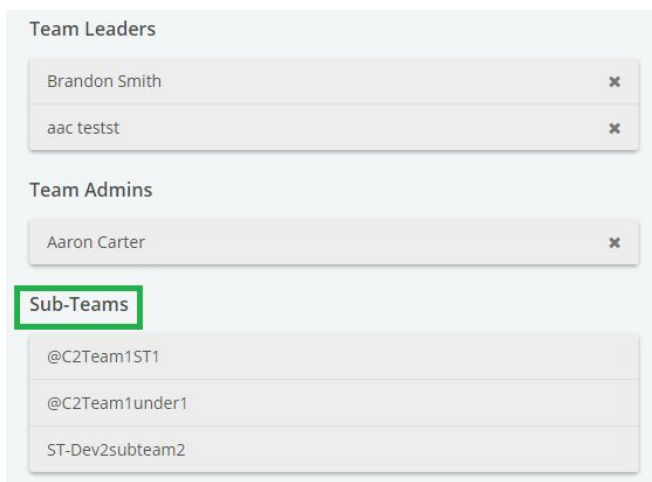 Team Leaders
Brandon Smith
aac testst
Team Admins
Aaron Carter
Sub-Teams
@C2Team1ST1
@C2Team1under1
ST-Dev2subteam2